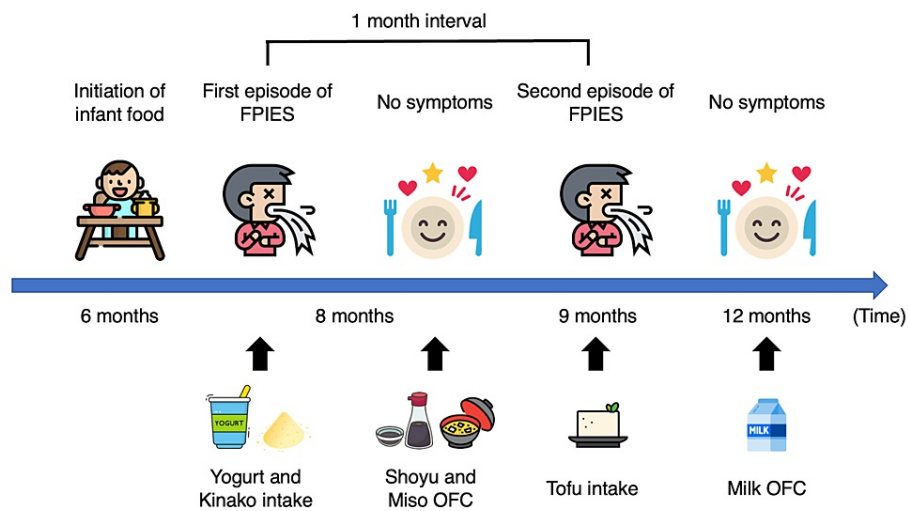 1 month interval
Initiation of
infant food
First episode of
FPIES
No symptoms
Second episode of
FPIES
No symptoms
6 months
8 months
9 months
12 months
(Time)
YOGURT
MILK
Yogurt and
Kinako intake
Shoyu and
Miso OFC
Tofu intake
Milk OFC